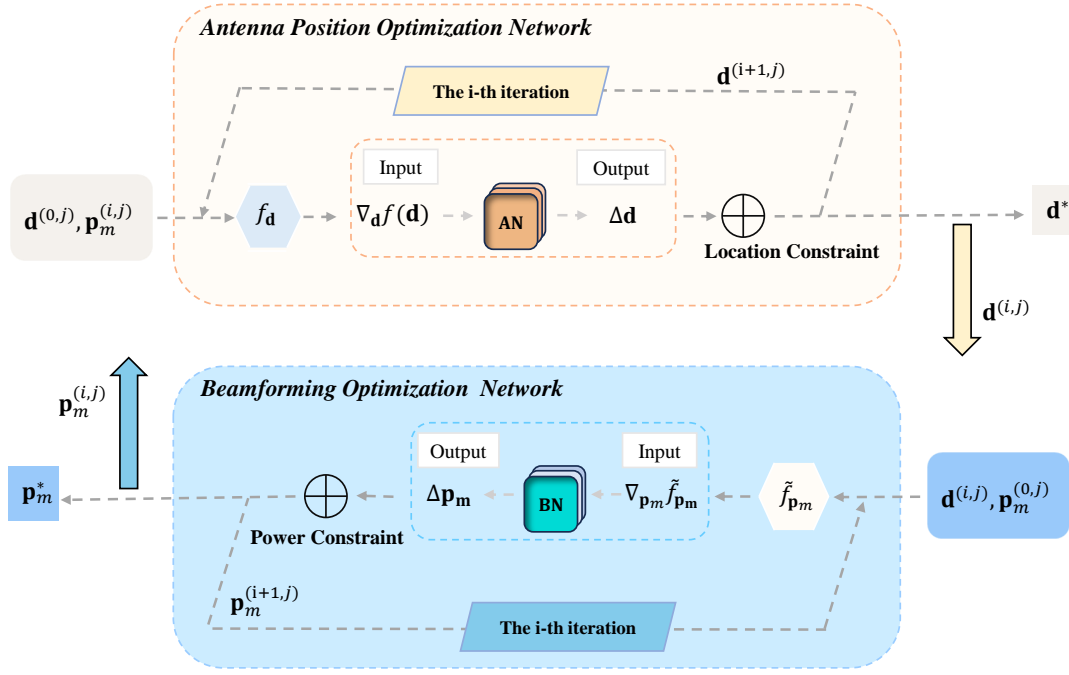 Antenna Position Optimization Network
The i-th iteration
𝐝^{(i+1,j)}
Input
Output
𝐝^{(0,j)}, 𝐩_m^{(i,j)}
f_𝐝
∇_𝐝 f(𝐝)
AN
Δ𝐝
Location Constraint
𝐝*
𝐝^{(i,j)}
𝐩_m^{(i,j)}
Beamforming Optimization Network
Output
Input
𝐩_m^*
Power Constraint
Δ𝐩_𝐦
BN
∇_{𝐩_m} f̃_{𝐩_𝐦}
f̃_{𝐩_m}
𝐝^{(i,j)}, 𝐩_m^{(0,j)}
𝐩_m^{(i+1,j)}
The i-th iteration